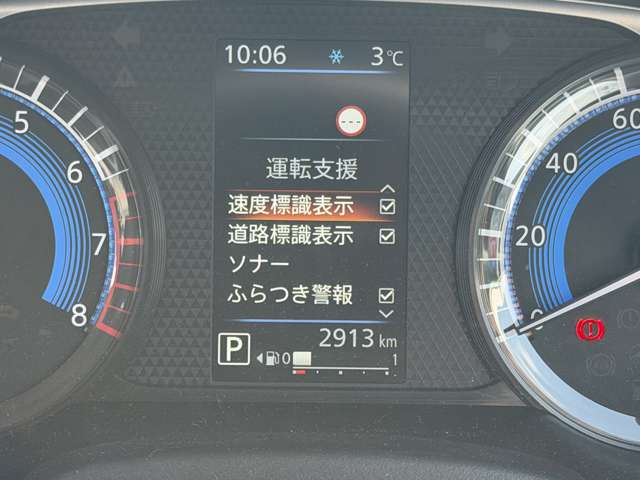 10:06 3℃
---
運転支援
速度標識表示
道路標識表示
ソナー
ふらつき警報
2913 km
P 0 1
5
6
7
8
60
40
20
0